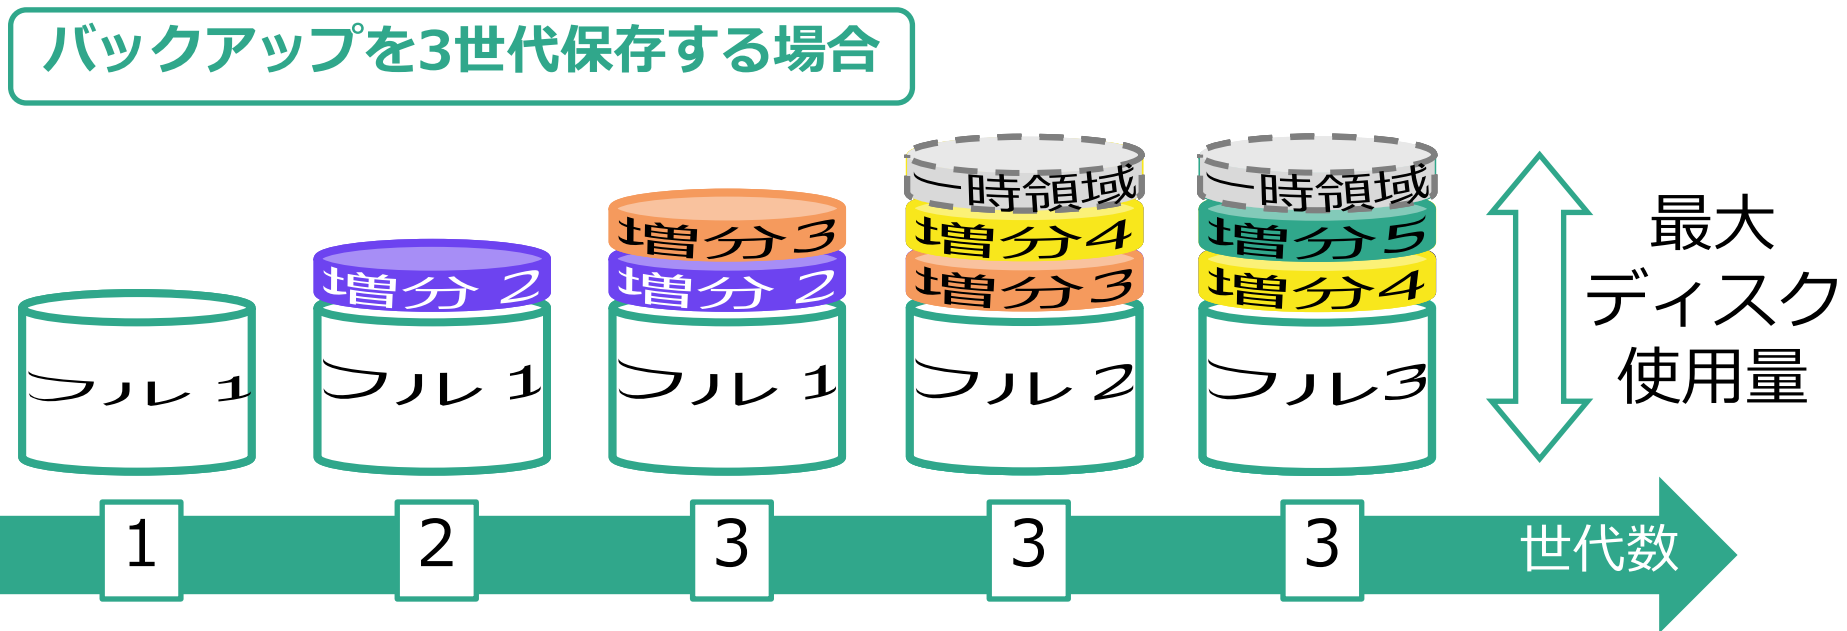 バックアップを3世代保存する場合
フル 1
増分 2
フル 1
増分3
増分 2
フル 1
一時領域
増分4
増分3
フル 2
一時領域
増分5
増分4
フル3
最大
ディスク
使用量
1
2
3
3
3
世代数